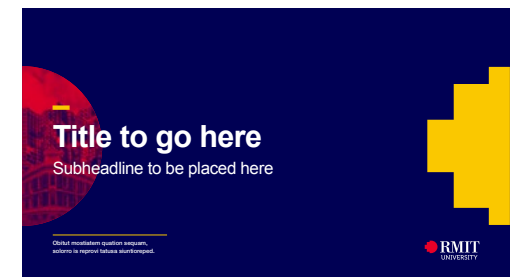 Title to go here
Subheadline to be placed here
Obitut mostiatem quation sequam,
solorro is reprovi tatusa siuntioreped.
RMIT
UNIVERSITY